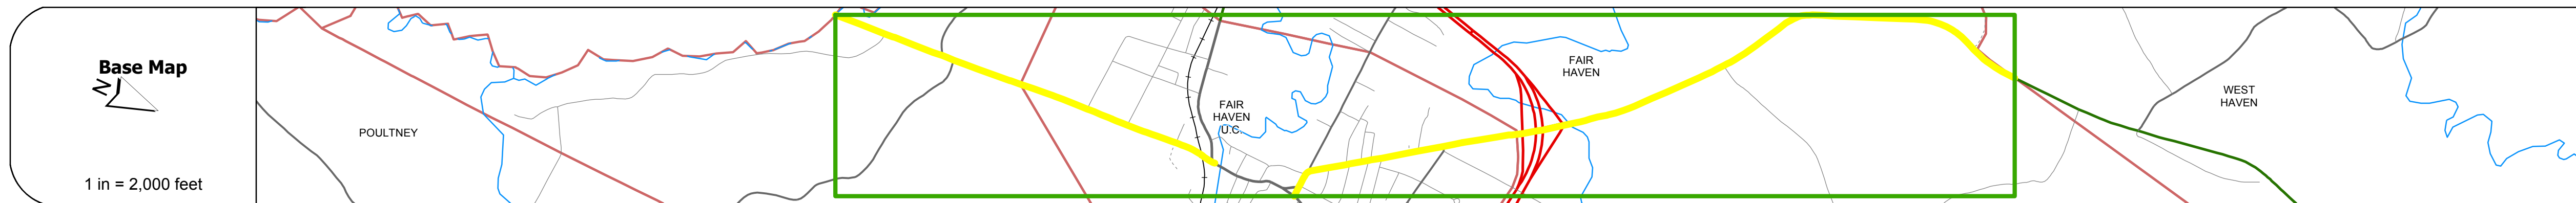 Base Map
N
1 in = 2,000 feet
POULTNEY
FAIR
HAVEN
U.C.
FAIR
HAVEN
WEST
HAVEN